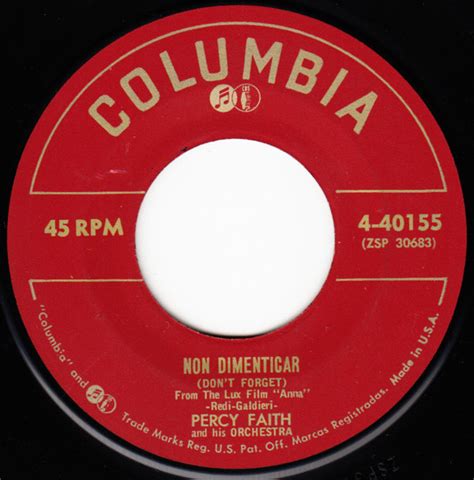 COLUMBIA
45 RPM
4-40155
(ZSP 30683)
NON DIMENTICAR
(DON'T FORGET)
From The Lux Film "Anna"
-Redi-Galdieri-
PERCY FAITH
and his ORCHESTRA
"Columbia" and Trade Marks Reg. U.S. Pat. Off. Marcas Registradas. Made in U.S.A.